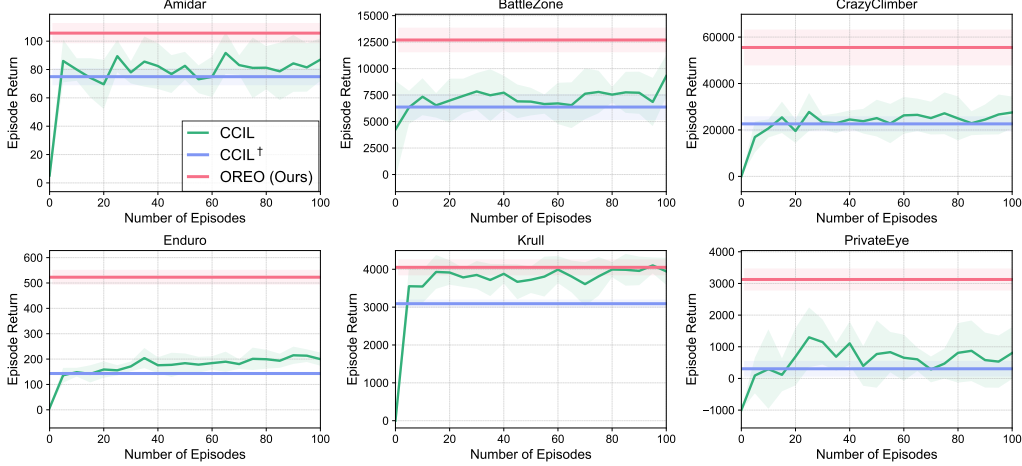 Amidar
BattleZone
CrazyClimber
Episode Return
100
80
60
40
20
0
CCIL
CCIL†
OREO (Ours)
0 20 40 60 80 100
Number of Episodes
Episode Return
15000
12500
10000
7500
5000
2500
0
0 20 40 60 80 100
Number of Episodes
Episode Return
60000
40000
20000
0
0 20 40 60 80 100
Number of Episodes
Enduro
Krull
PrivateEye
Episode Return
600
500
400
300
200
100
0
0 20 40 60 80 100
Number of Episodes
Episode Return
4000
3000
2000
1000
0
0 20 40 60 80 100
Number of Episodes
Episode Return
4000
3000
2000
1000
0
−1000
0 20 40 60 80 100
Number of Episodes